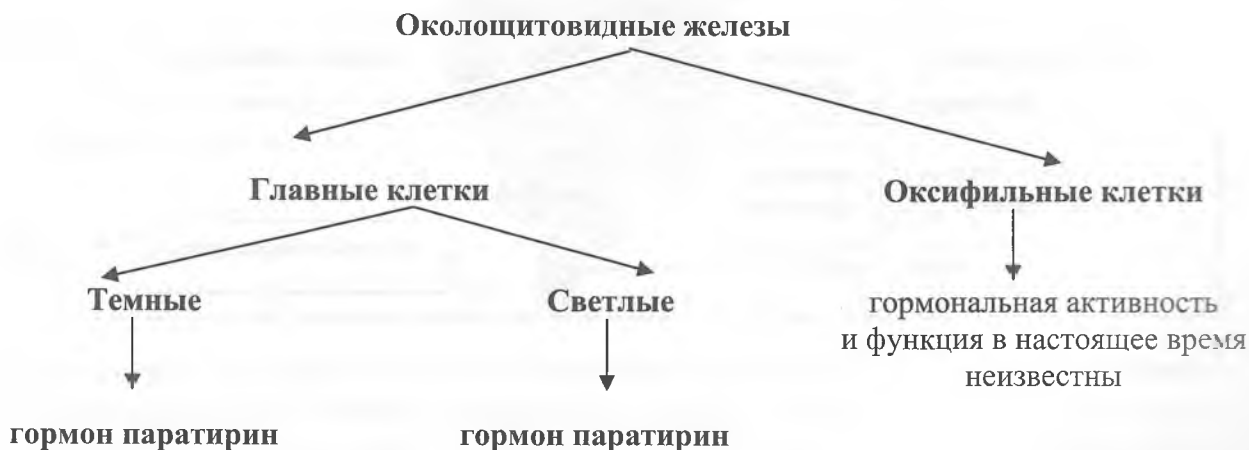 Околощитовидные железы
Главные клетки
Оксифильные клетки
Темные
Светлые
гормональная активность
и функция в настоящее время
неизвестны
гормон паратирин
гормон паратирин